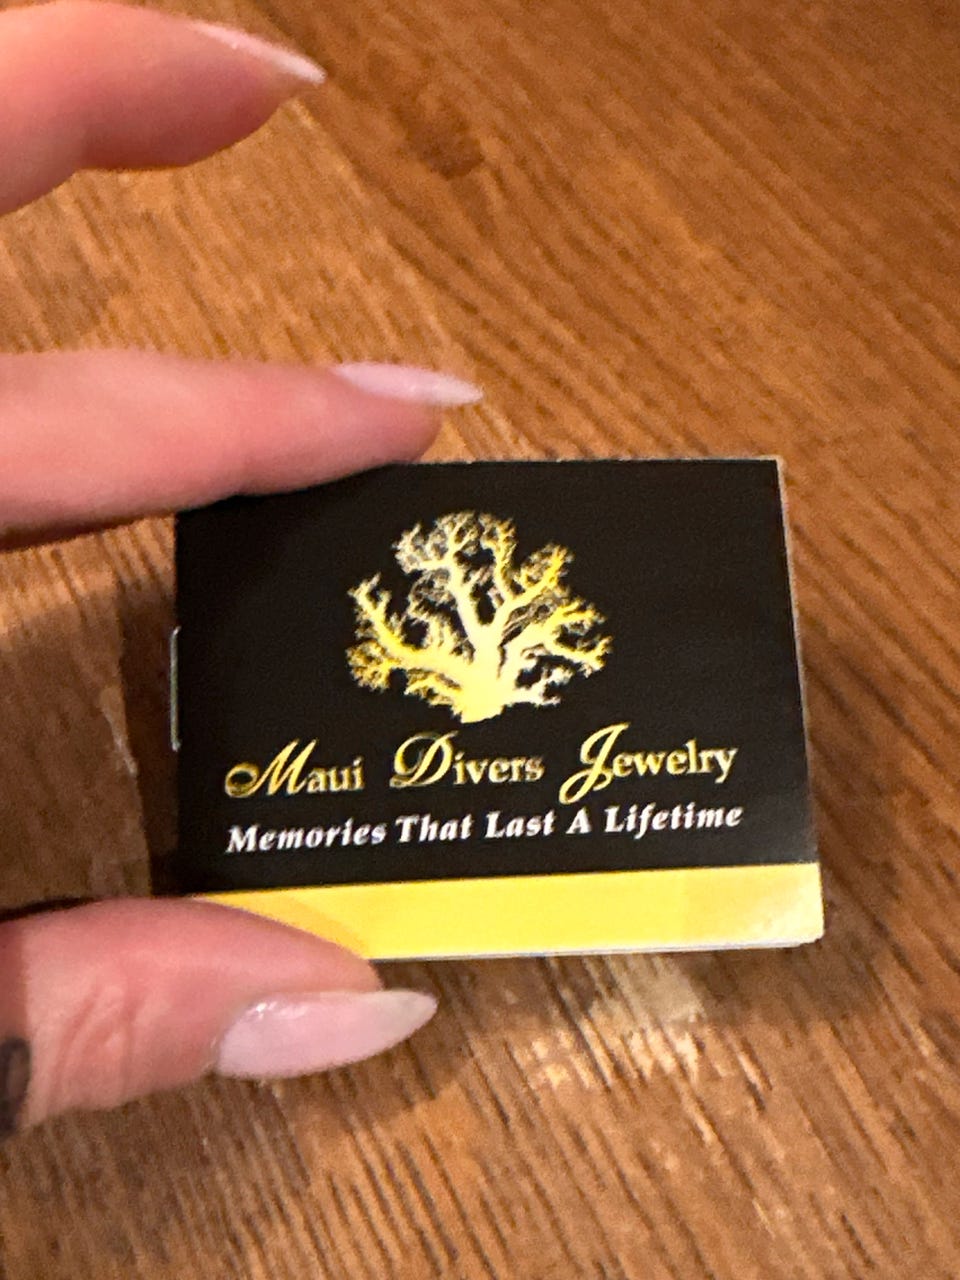 Maui Divers Jewelry
Memories That Last A Lifetime